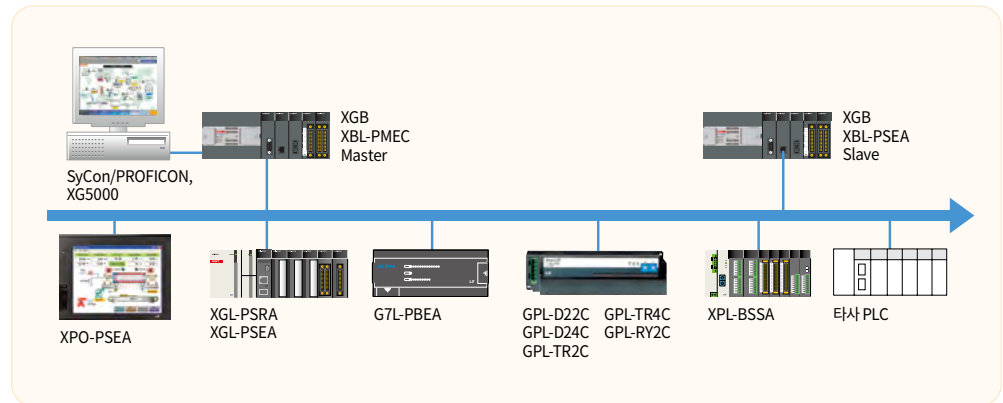 SyCon/PROFICON,
XG5000
XGB
XBL-PMEC
Master
XGB
XBL-PSEA
Slave
XPO-PSEA
XGL-PSRA
XGL-PSEA
G7L-PBEA
GPL-D22C GPL-TR4C
GPL-D24C GPL-RY2C
GPL-TR2C
XPL-BSSA
타사 PLC